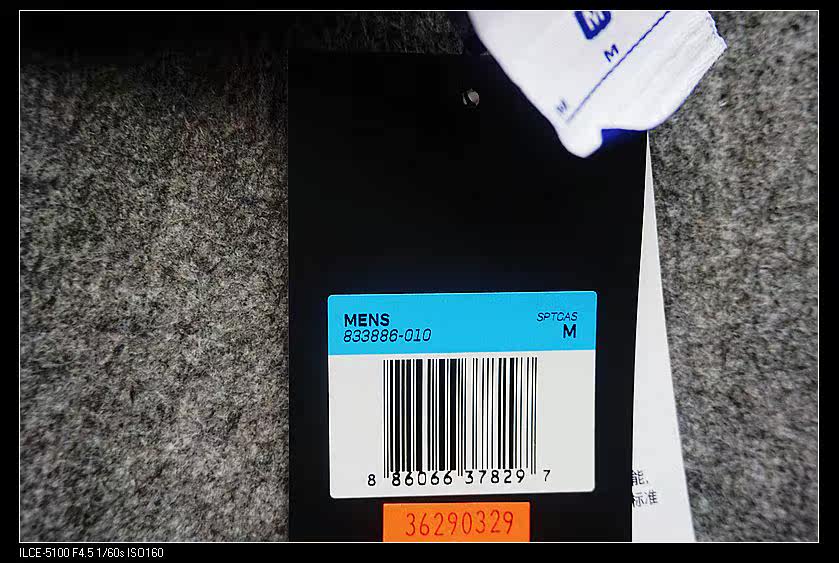 M
M
M
MENS
SPTCAS
833886-010
M
8 86066 37829 7
36290329
能,
标准
ILCE-5100 F4.5 1/60s ISO160